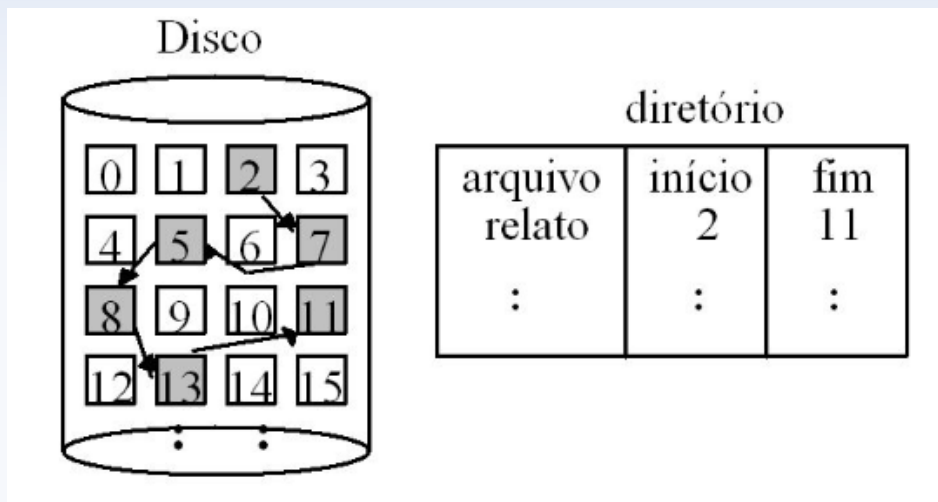 Disco
0 1 2 3
4 5 6 7
8 9 10 11
12 13 14 15
: :
diretório
arquivo início fim
relato 2 11
: : :